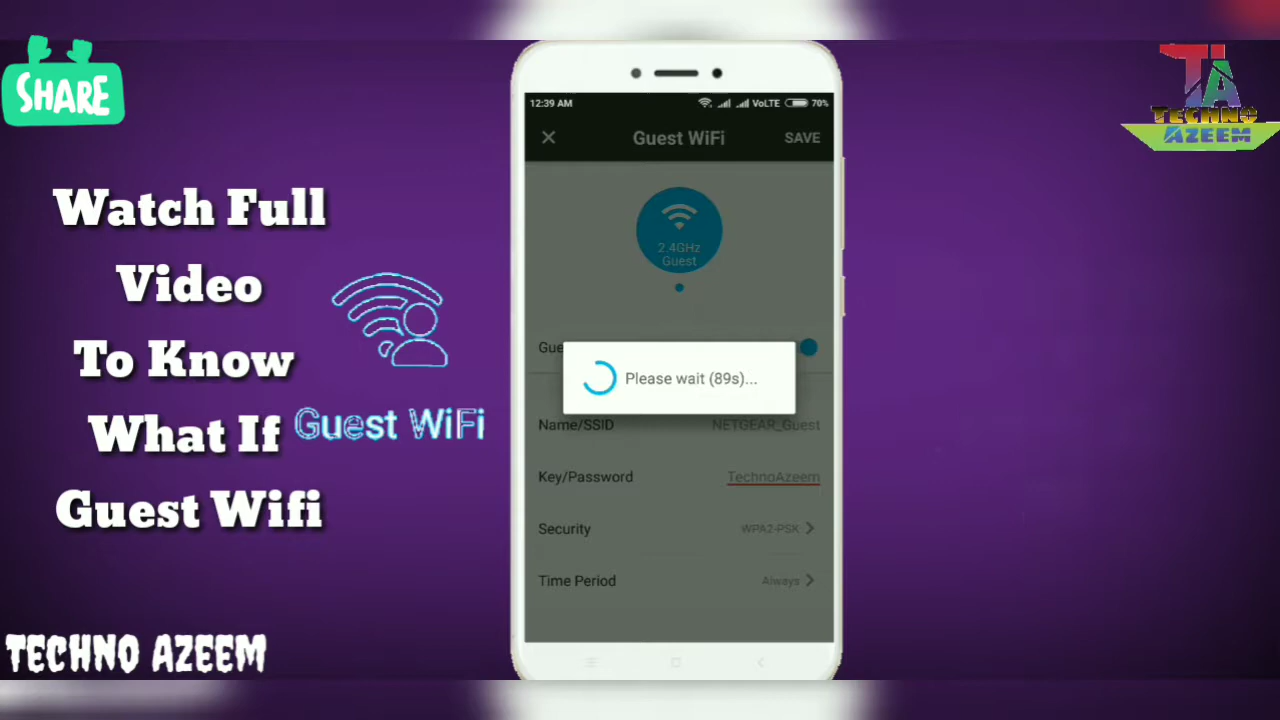 SHARE
TA
TECHNO
AZEEM
Watch Full
Video
To Know
What If
Guest Wifi
Guest WiFi
12:39 AM
VoLTE
70%
Guest WiFi
SAVE
2.4GHz
Guest
Gue
Please wait (89s)...
Name/SSID
NETGEAR_Guest
Key/Password
TechnoAzeem
Security
WPA2-PSK
Time Period
Always
TECHNO AZEEM